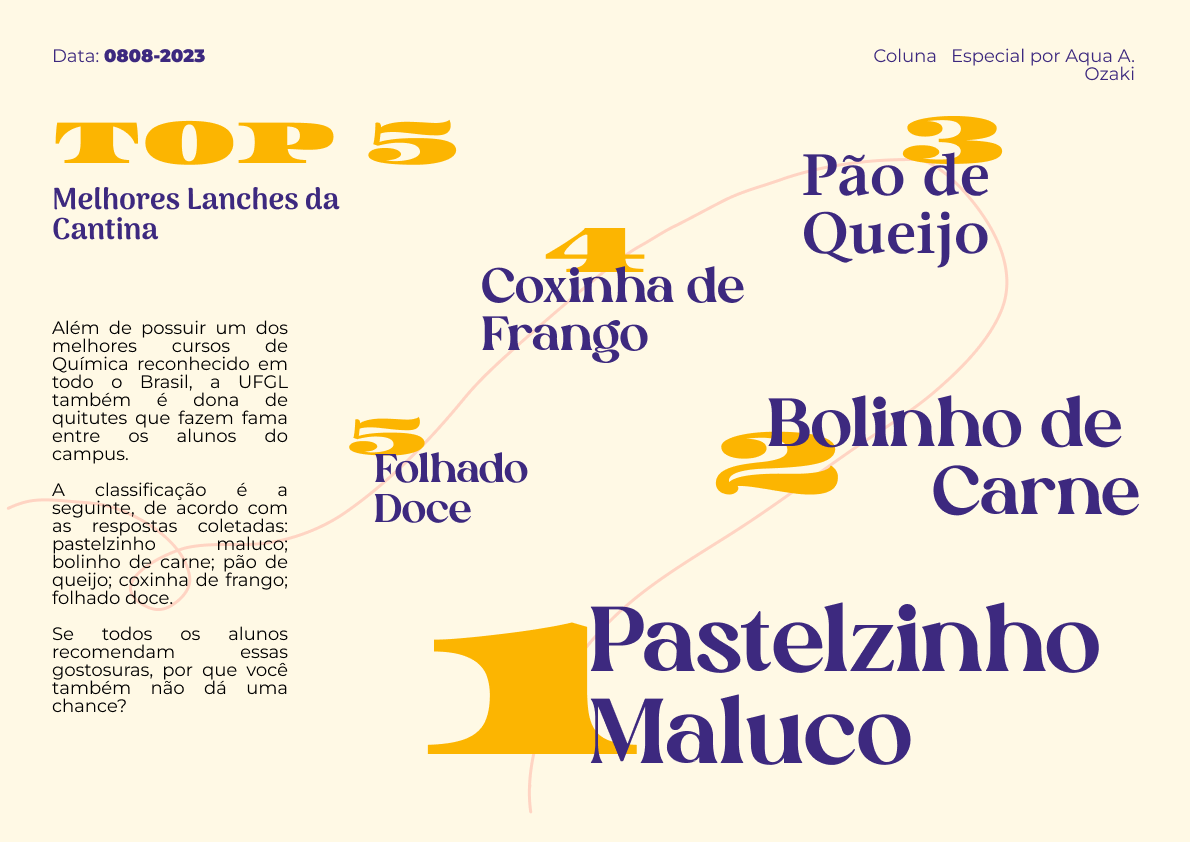 Data: 0808-2023
Coluna Especial por Aqua A.
Ozaki
TOP 5
Melhores Lanches da
Cantina
Além de possuir um dos
melhores cursos de
Química reconhecido em
todo o Brasil, a UFGL
também é dona de
quitutes que fazem fama
entre os alunos do
campus.
A classificação é a
seguinte, de acordo com
as respostas coletadas:
pastelzinho maluco;
bolinho de carne; pão de
queijo; coxinha de frango;
folhado doce.
Se todos os alunos
recomendam essas
gostosuras, por que você
também não dá uma
chance?
5
Folhado
Doce
4
Coxinha de
Frango
3
Pão de
Queijo
2
Bolinho de
Carne
1
Pastelzinho
Maluco